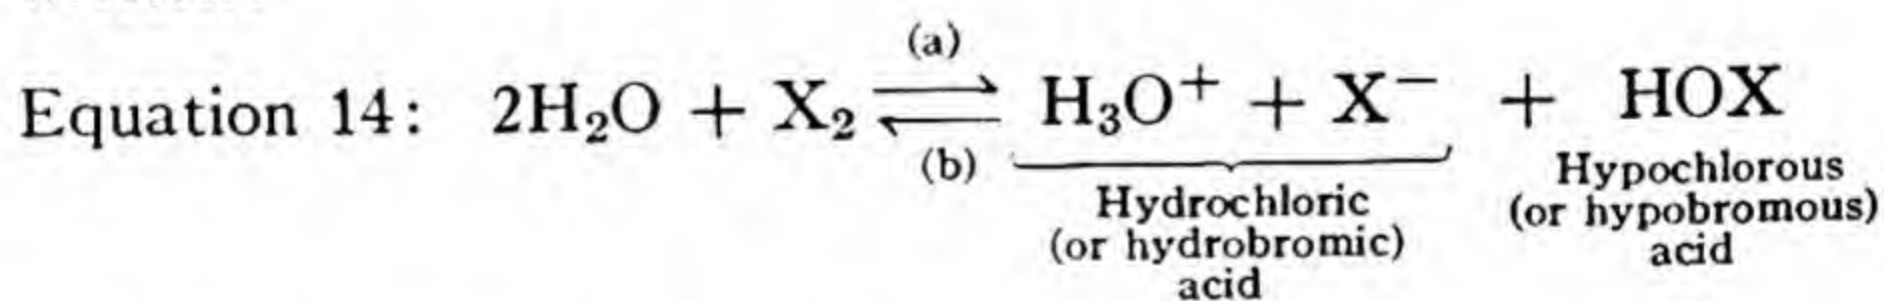 (a)
Equation 14: 2H₂O + X₂ ⇌ H₃O⁺ + X⁻ + HOX
(b)
Hydrochloric
(or hydrobromic)
acid
Hypochlorous
(or hypobromous)
acid